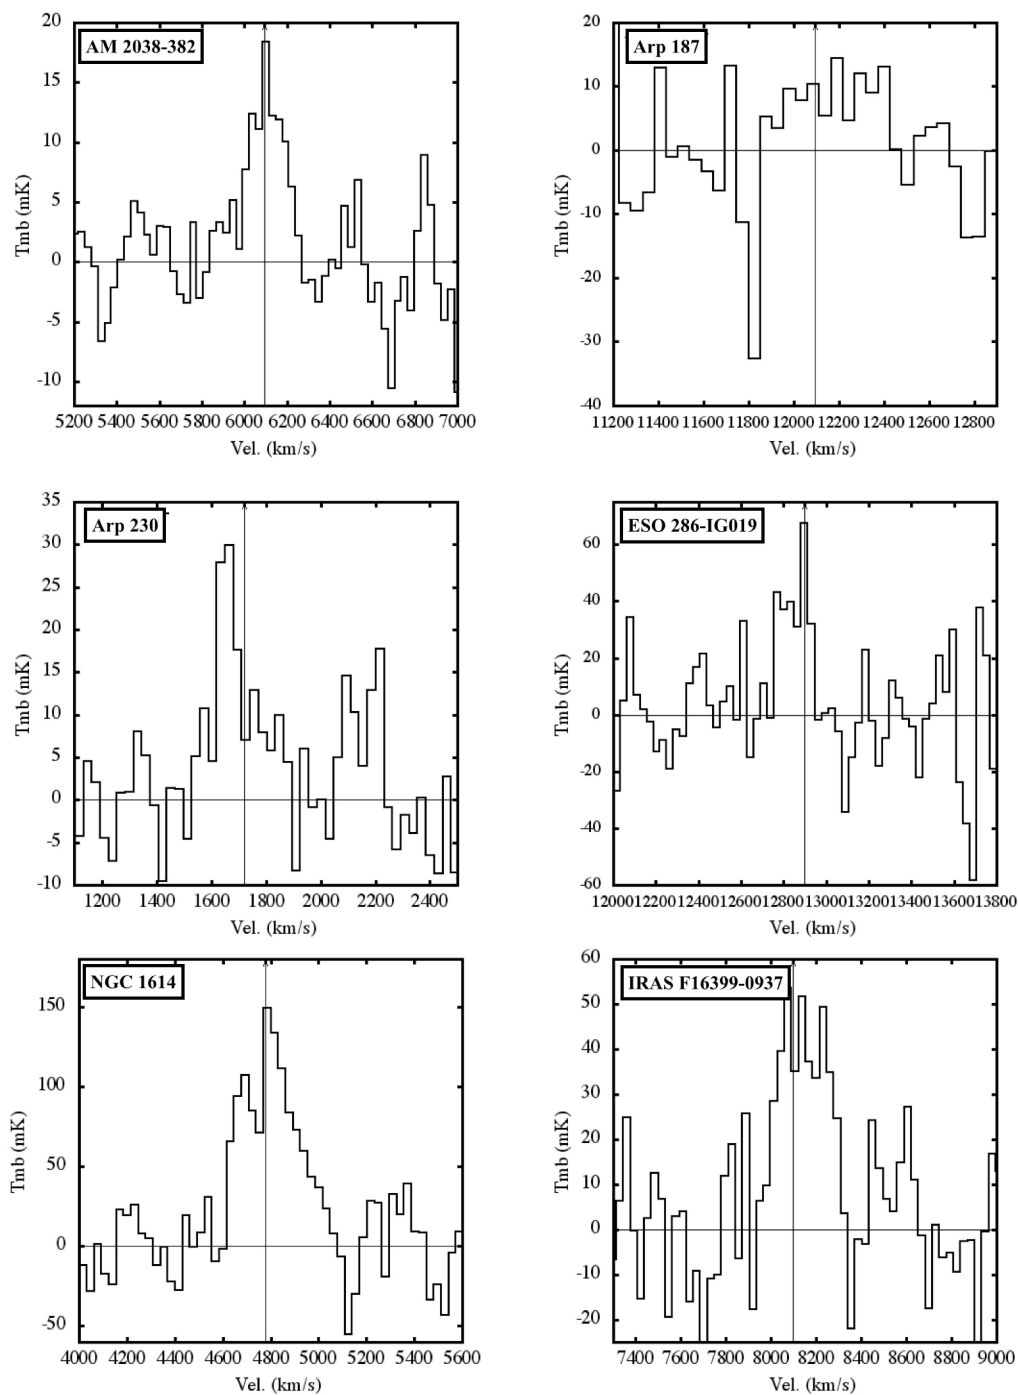 AM 2038-382
20
15
10
5
0
-5
-10
Tmb (mK)
5200 5400 5600 5800 6000 6200 6400 6600 6800 7000
Vel. (km/s)
Arp 187
20
10
0
-10
-20
-30
-40
Tmb (mK)
11200 11400 11600 11800 12000 12200 12400 12600 12800
Vel. (km/s)
Arp 230
35
30
25
20
15
10
5
0
-5
-10
Tmb (mK)
1200 1400 1600 1800 2000 2200 2400
Vel. (km/s)
ESO 286-IG019
60
40
20
0
-20
-40
-60
Tmb (mK)
12000 12200 12400 12600 12800 13000 13200 13400 13600 13800
Vel. (km/s)
NGC 1614
150
100
50
0
-50
Tmb (mK)
4000 4200 4400 4600 4800 5000 5200 5400 5600
Vel. (km/s)
IRAS F16399-0937
60
50
40
30
20
10
0
-10
-20
Tmb (mK)
7400 7600 7800 8000 8200 8400 8600 8800 9000
Vel. (km/s)